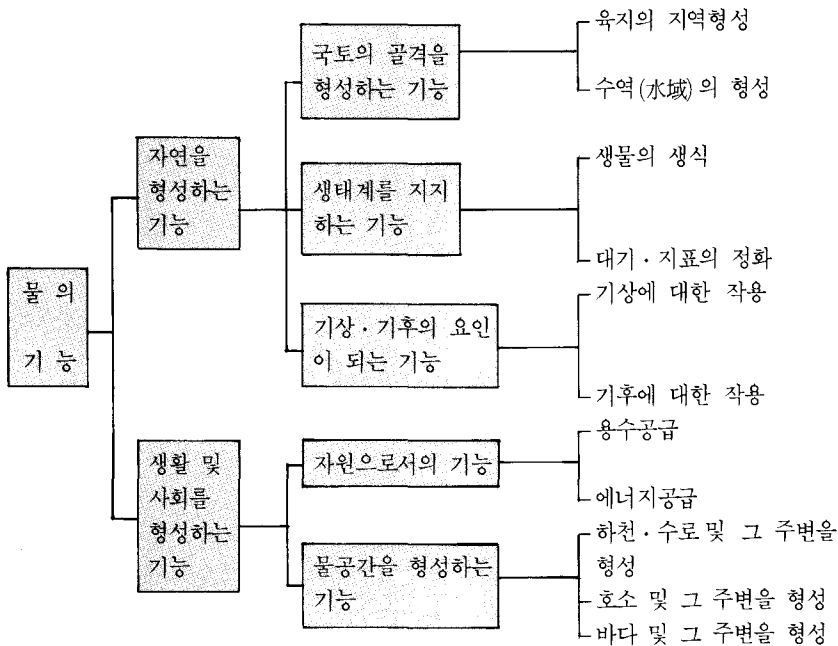 물 의
기 능
자연을
형성하는
기능
생활 및
사회를
형성하는
기능
국토의 골격을
형성하는 기능
생태계를 지지
하는 기능
기상·기후의 요인
이 되는 기능
자원으로서의 기능
물공간을 형성하는
기능
육지의 지역형성
수역(水域)의 형성
생물의 생식
대기·지표의 정화
기상에 대한 작용
기후에 대한 작용
용수공급
에너지공급
하천·수로및 그 주변을
형성
호소 및 그 주변을 형성
바다 및 그 주변을 형성